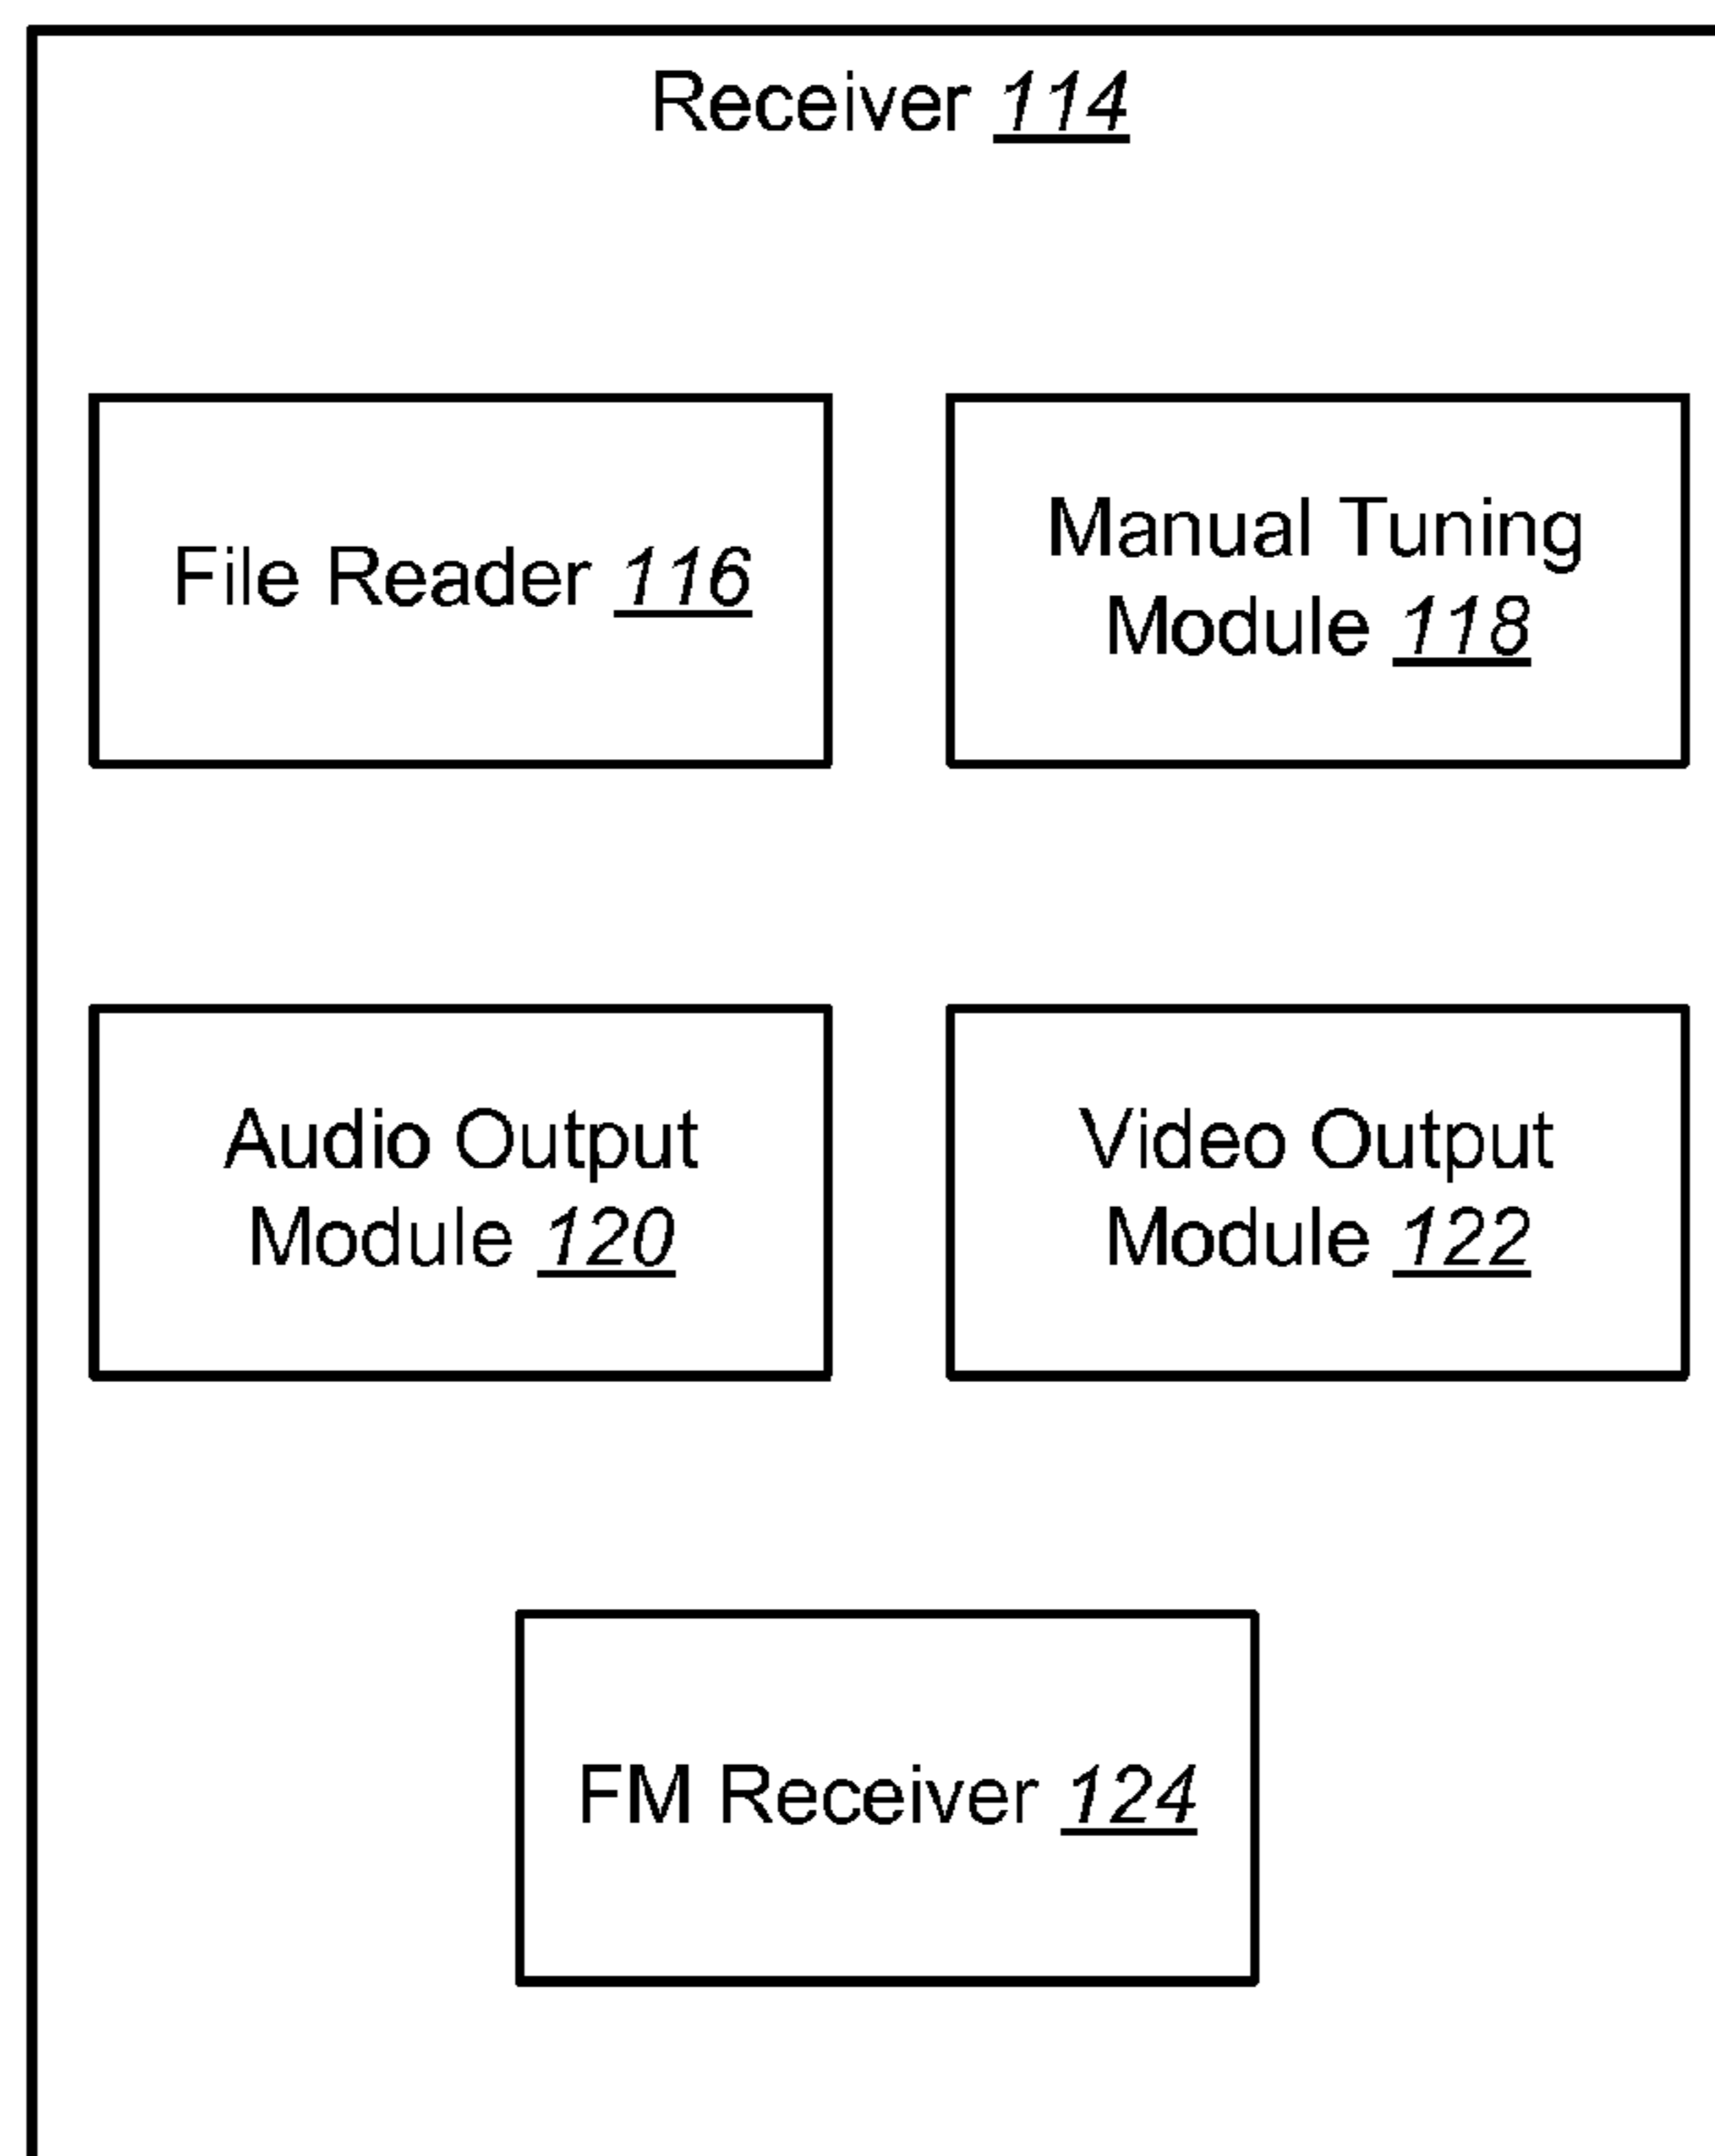 Receiver 114
File Reader 116
Manual Tuning
Module 118
Audio Output
Module 120
Video Output
Module 122
FM Receiver 124